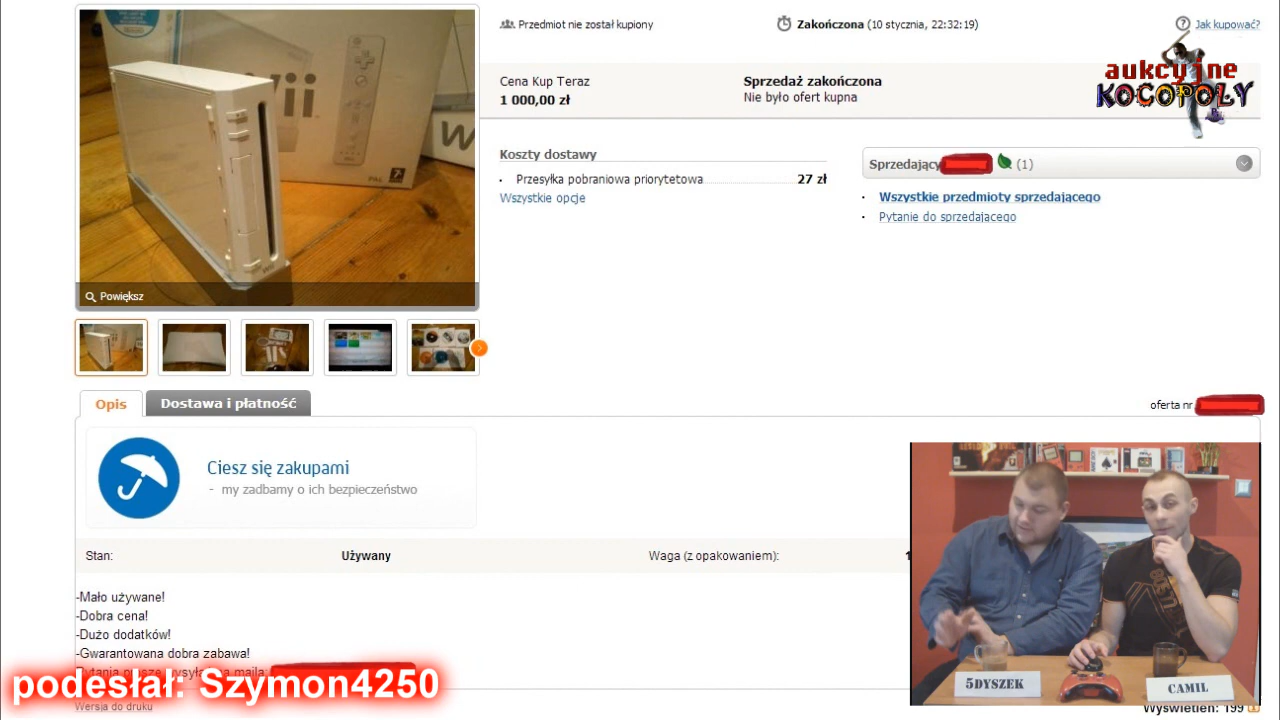 Przedmiot nie został kupiony
Zakończona (10 stycznia, 22:32:19)
Jak kupować?
aukcyjne
KOCOPOŁY
Cena Kup Teraz
1 000,00 zł
Sprzedaż zakończona
Nie było ofert kupna
Wii
PAL
Koszty dostawy
Przesyłka pobraniowa priorytetowa 27 zł
Wszystkie opcje
Sprzedający (1)
Wszystkie przedmioty sprzedającego
Pytanie do sprzedającego
Powiększ
Opis
Dostawa i płatność
oferta nr
Ciesz się zakupami
- my zadbamy o ich bezpieczeństwo
Stan: Używany Waga (z opakowaniem): 1
-Mało używane!
-Dobra cena!
-Dużo dodatków!
-Gwarantowana dobra zabawa!
podesłał: Szymon4250
5DYSZEK
CAMIL
Wersja do druku
Wyświetleń: 199